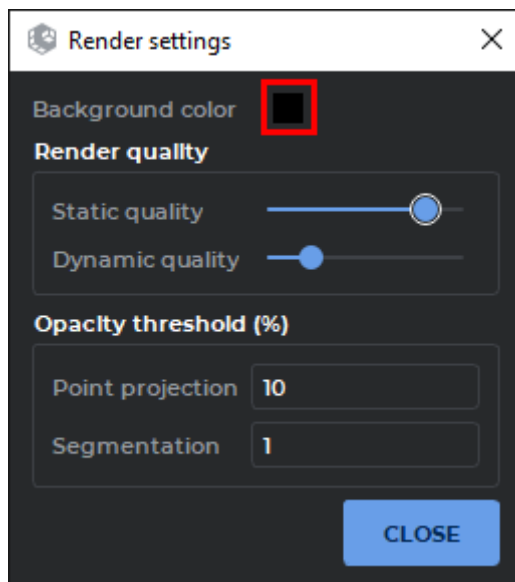 Render settings
Background color
Render quality
Static quality
Dynamic quality
Opacity threshold (%)
Point projection 10
Segmentation 1
CLOSE